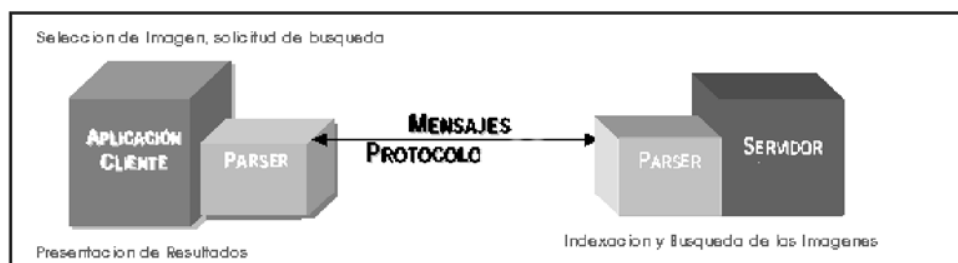 Seleccion de Imagen, solicitud de busqueda
APLICACIÓN
CLIENTE
PARSER
MENSAJES
PROTOCOLO
PARSER
SERVIDOR
Presentacion de Resultados
Indexacion y Busqueda de las Imagenes